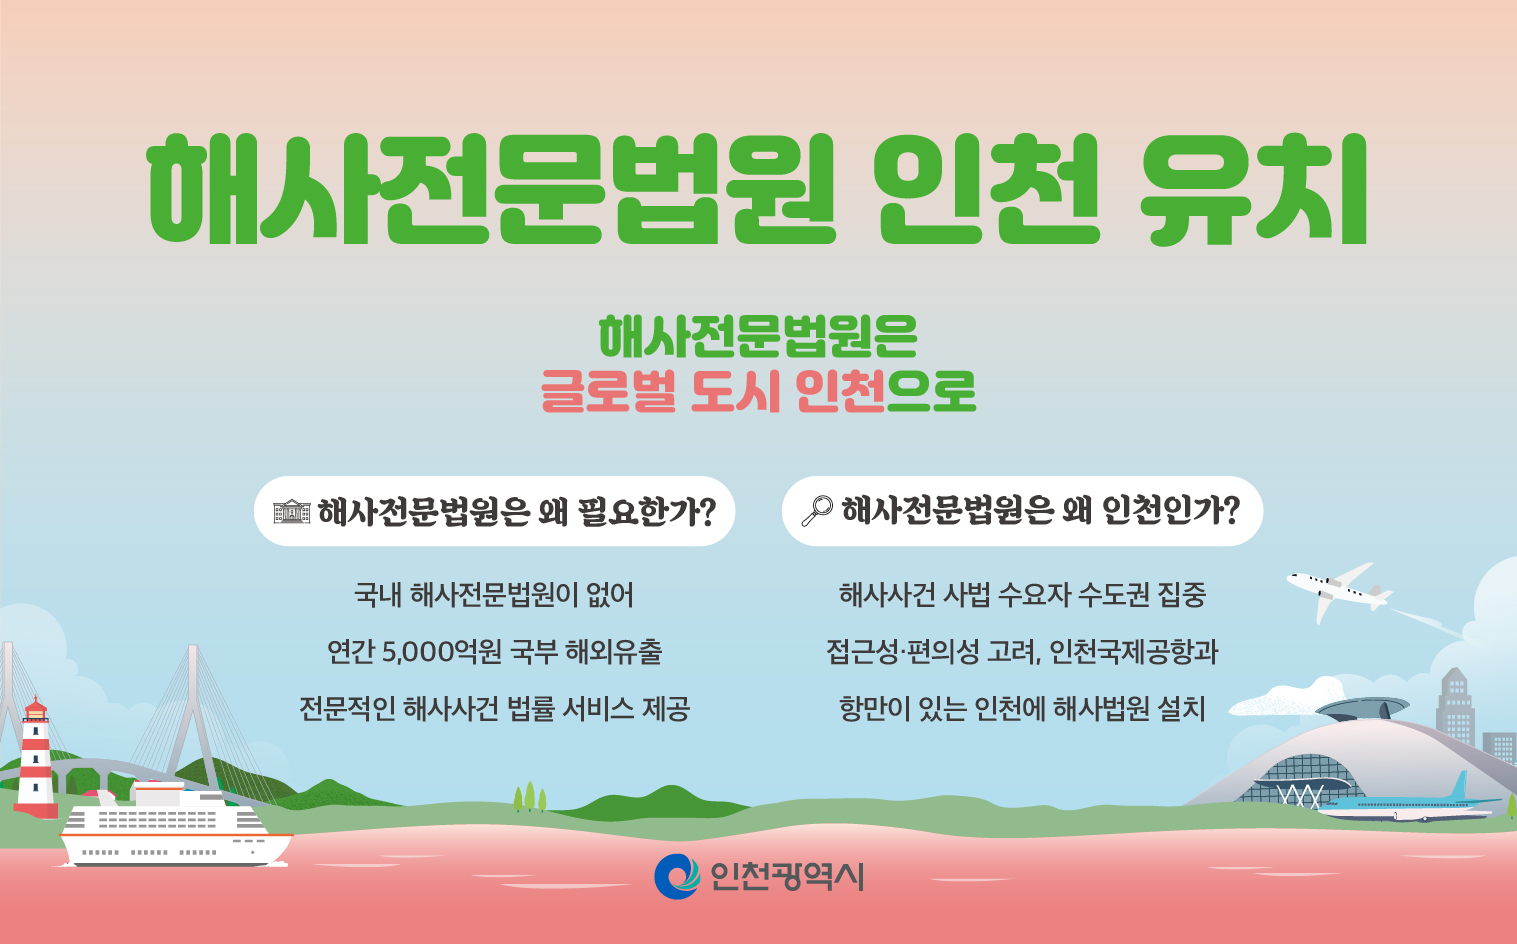 해사전문법원 인천 유치
해사전문법원은
글로벌 도시 인천으로
해사전문법원은 왜 필요한가?
국내 해사전문법원이 없어
연간 5,000억원 국부 해외유출
전문적인 해사사건 법률 서비스 제공
해사전문법원은 왜 인천인가?
해사사건 사법 수요자 수도권 집중
접근성·편의성 고려, 인천국제공항과
항만이 있는 인천에 해사법원 설치
인천광역시